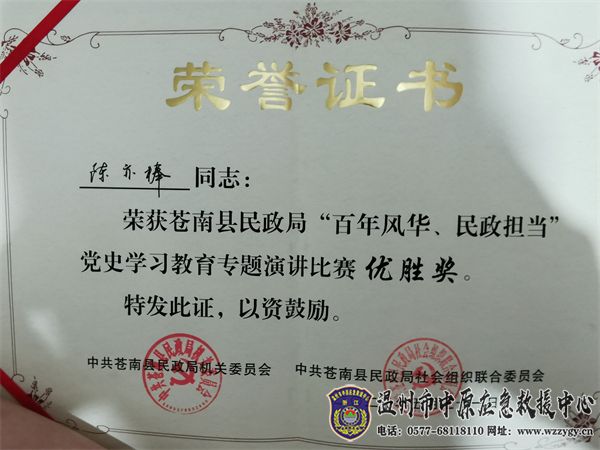 荣誉证书
陈亦棒 同志：
荣获苍南县民政局“百年风华、民政担当”
党史学习教育专题演讲比赛 优胜奖。
特发此证，以资鼓励。
中共苍南县民政局机关委员会 中共苍南县民政局社会组织联合委员会
温州市中原应急救援中心
电话：0577-68118110 网址：www.wzzygy.cn